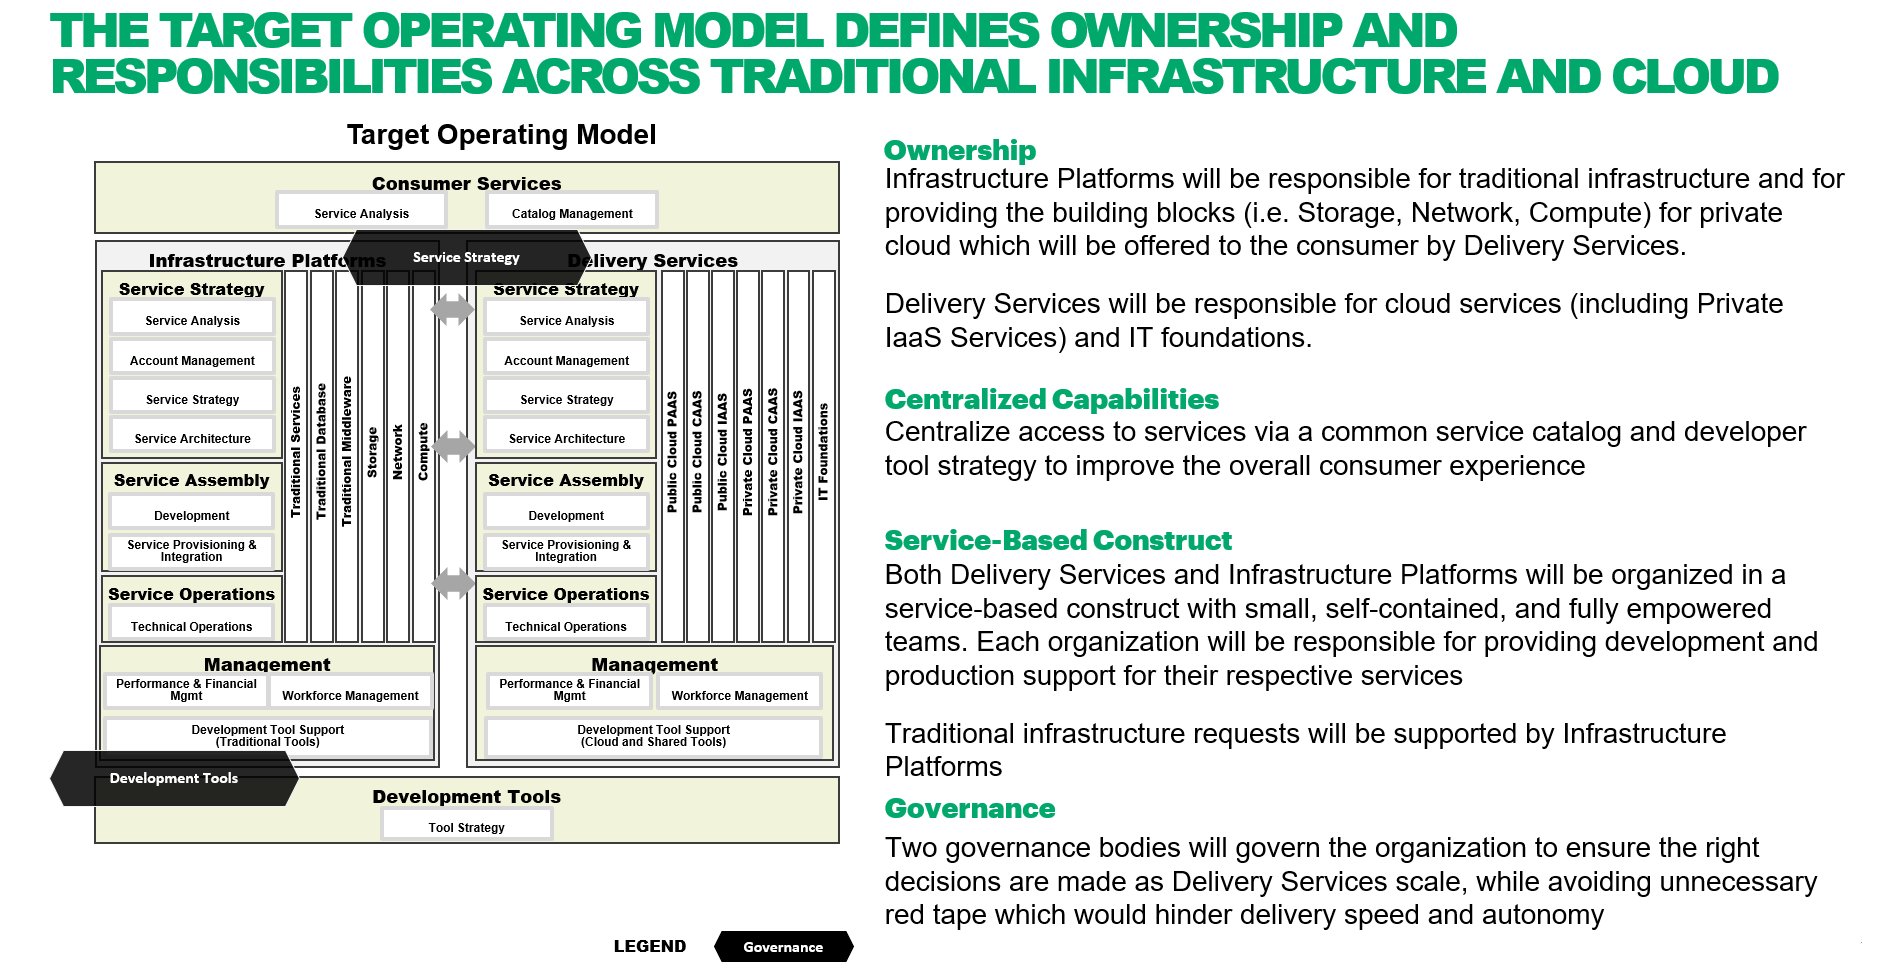 THE TARGET OPERATING MODEL DEFINES OWNERSHIP AND
RESPONSIBILITIES ACROSS TRADITIONAL INFRASTRUCTURE AND CLOUD
Target Operating Model
Consumer Services
Service Analysis
Catalog Management
Service Strategy
Infrastructure Platforms
Service Strategy
Service Analysis
Account Management
Service Strategy
Service Architecture
Service Assembly
Development
Service Provisioning &
Integration
Service Operations
Technical Operations
Traditional Services
Traditional Database
Traditional Middleware
Storage
Network
Compute
Management
Performance & Financial
Mgmt
Workforce Management
Development Tool Support
(Traditional Tools)
Delivery Services
Service Strategy
Service Analysis
Account Management
Service Strategy
Service Architecture
Service Assembly
Development
Service Provisioning &
Integration
Service Operations
Technical Operations
Public Cloud PAAS
Public Cloud CAAS
Public Cloud IAAS
Private Cloud PAAS
Private Cloud CAAS
Private Cloud IAAS
IT Foundations
Management
Performance & Financial
Mgmt
Workforce Management
Development Tool Support
(Cloud and Shared Tools)
Development Tools
Development Tools
Tool Strategy
LEGEND
Governance
Ownership
Infrastructure Platforms will be responsible for traditional infrastructure and for
providing the building blocks (i.e. Storage, Network, Compute) for private
cloud which will be offered to the consumer by Delivery Services.
Delivery Services will be responsible for cloud services (including Private
IaaS Services) and IT foundations.
Centralized Capabilities
Centralize access to services via a common service catalog and developer
tool strategy to improve the overall consumer experience
Service-Based Construct
Both Delivery Services and Infrastructure Platforms will be organized in a
service-based construct with small, self-contained, and fully empowered
teams. Each organization will be responsible for providing development and
production support for their respective services
Traditional infrastructure requests will be supported by Infrastructure
Platforms
Governance
Two governance bodies will govern the organization to ensure the right
decisions are made as Delivery Services scale, while avoiding unnecessary
red tape which would hinder delivery speed and autonomy